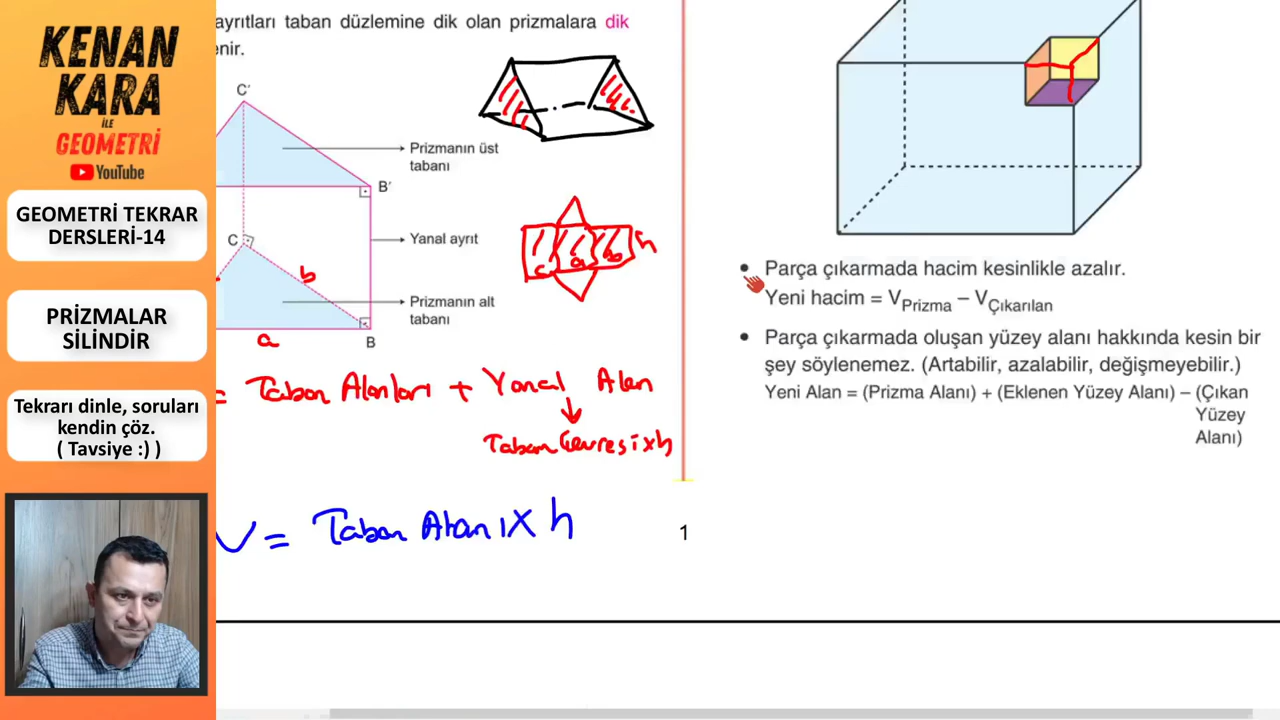 KENAN
KARA
İLE
GEOMETRİ
YouTube
GEOMETRİ TEKRAR
DERSLERİ-14
PRİZMALAR
SİLİNDİR
Tekrarı dinle, soruları
kendin çöz.
( Tavsiye :) )
ayrıtları taban düzlemine dik olan prizmalara dik
enir.
C'
Prizmanın üst
tabanı
B'
C
Yanal ayrıt
b
Prizmanın alt
tabanı
a
B
c a b h
= Taban Alanları + Yanal Alan
Taban Çevresi x h
V = Taban Alanı x h
• Parça çıkarmada hacim kesinlikle azalır.
Yeni hacim = VPrizma – VÇıkarılan
• Parça çıkarmada oluşan yüzey alanı hakkında kesin bir
şey söylenemez. (Artabilir, azalabilir, değişmeyebilir.)
Yeni Alan = (Prizma Alanı) + (Eklenen Yüzey Alanı) – (Çıkan
Yüzey
Alanı)
1